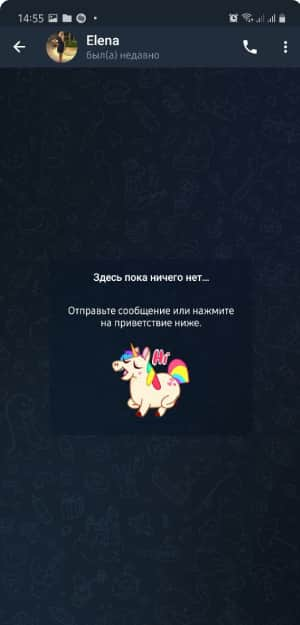 14:55
Elena
был(а) недавно
Здесь пока ничего нет...
Отправьте сообщение или нажмите
на приветствие ниже.
Hi